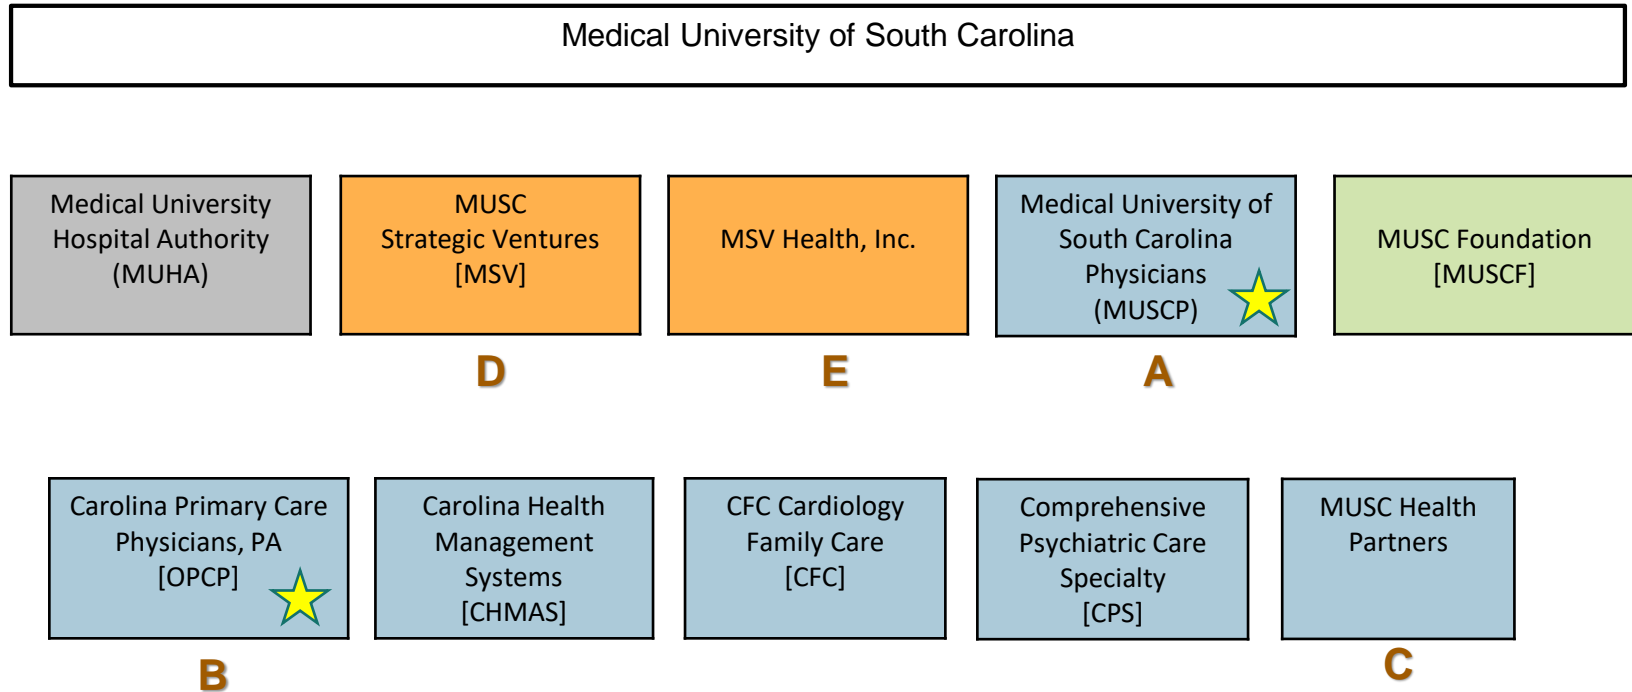 Medical University of South Carolina
Medical University
Hospital Authority
(MUHA)
MUSC
Strategic Ventures
[MSV]
MSV Health, Inc.
Medical University of
South Carolina
Physicians
(MUSCP)
MUSC Foundation
[MUSCF]
D
E
A
Carolina Primary Care
Physicians, PA
[OPCP]
Carolina Health
Management
Systems
[CHMAS]
CFC Cardiology
Family Care
[CFC]
Comprehensive
Psychiatric Care
Specialty
[CPS]
MUSC Health
Partners
B
C